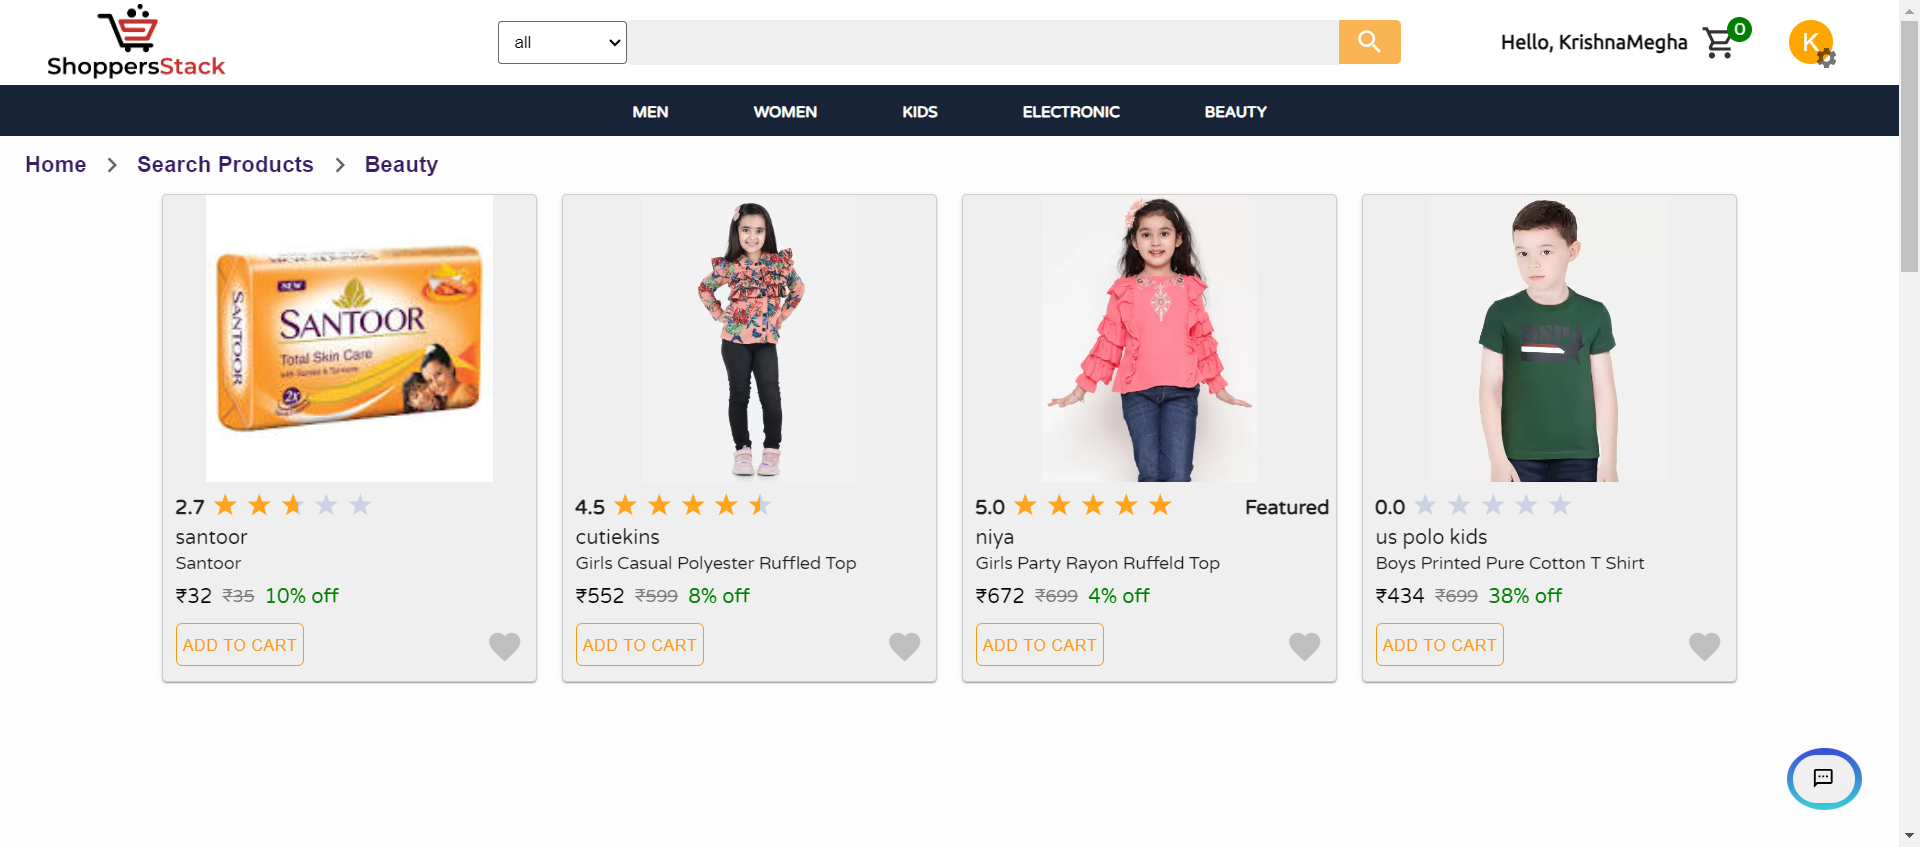 ShoppersStack
all
Hello, KrishnaMegha
0
K
MEN WOMEN KIDS ELECTRONIC BEAUTY
Home > Search Products > Beauty
NEW
SANTOOR
SANTOOR
Total Skin Care
2x
2.7
santoor
Santoor
₹32 ₹35 10% off
ADD TO CART
4.5
cutiekins
Girls Casual Polyester Ruffled Top
₹552 ₹599 8% off
ADD TO CART
5.0 Featured
niya
Girls Party Rayon Ruffeld Top
₹672 ₹699 4% off
ADD TO CART
0.0
us polo kids
Boys Printed Pure Cotton T Shirt
₹434 ₹699 38% off
ADD TO CART